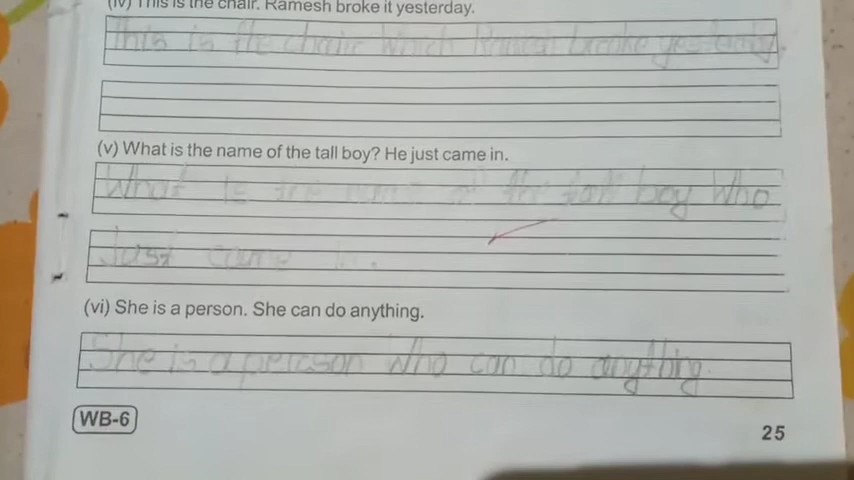 (iv) This is the chair. Ramesh broke it yesterday.
This is the chair which Ramesh broke yesterday.
(v) What is the name of the tall boy? He just came in.
What is the name of the tall boy who
just came in.
(vi) She is a person. She can do anything.
She is a person who can do anything.
WB-6
25